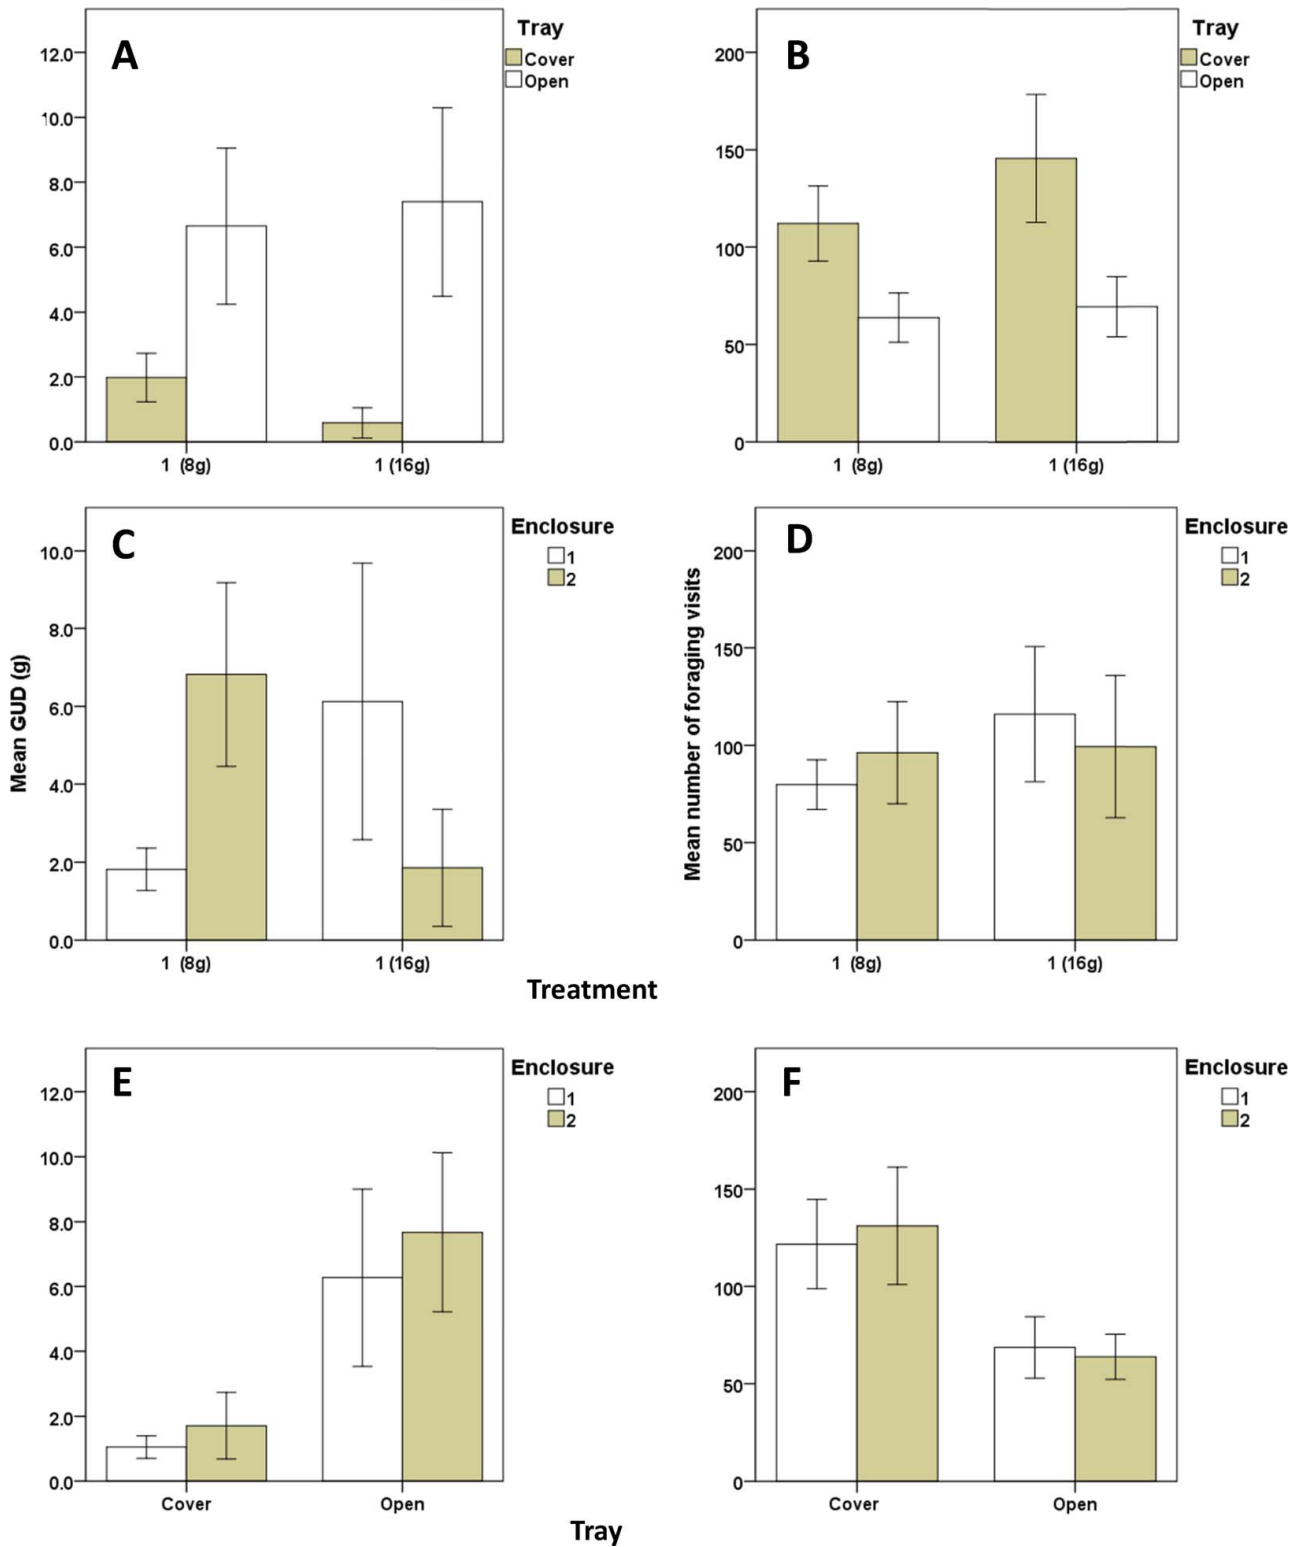 A
Tray
Cover
Open
12.0
10.0
8.0
6.0
4.0
2.0
0.0
1 (8g)
1 (16g)
B
Tray
Cover
Open
200
150
100
50
0
1 (8g)
1 (16g)
C
Enclosure
1
2
Mean GUD (g)
10.0
8.0
6.0
4.0
2.0
0.0
1 (8g)
1 (16g)
D
Enclosure
1
2
Mean number of foraging visits
200
150
100
50
0
1 (8g)
1 (16g)
Treatment
E
Enclosure
1
2
12.0
10.0
8.0
6.0
4.0
2.0
0.0
Cover
Open
F
Enclosure
1
2
200
150
100
50
0
Cover
Open
Tray